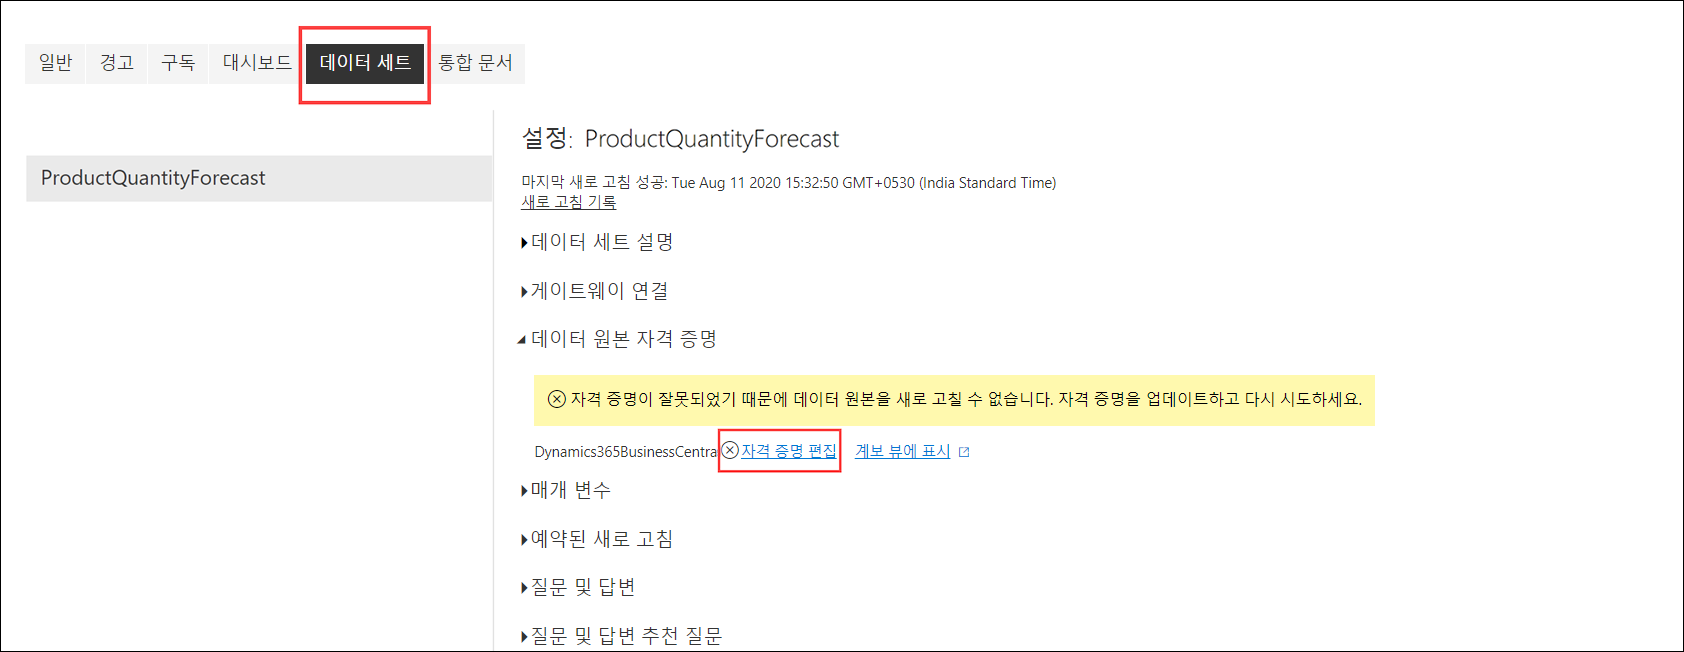 일반 경고 구독 대시보드 데이터 세트 통합 문서
ProductQuantityForecast
설정: ProductQuantityForecast
마지막 새로 고침 성공: Tue Aug 11 2020 15:32:50 GMT+0530 (India Standard Time)
새로 고침 기록
데이터 세트 설명
게이트웨이 연결
데이터 원본 자격 증명
자격 증명이 잘못되었기 때문에 데이터 원본을 새로 고칠 수 없습니다. 자격 증명을 업데이트하고 다시 시도하세요.
Dynamics365BusinessCentra 자격 증명 편집 계보 뷰에 표시
매개 변수
예약된 새로 고침
질문 및 답변
질문 및 답변 추천 질문